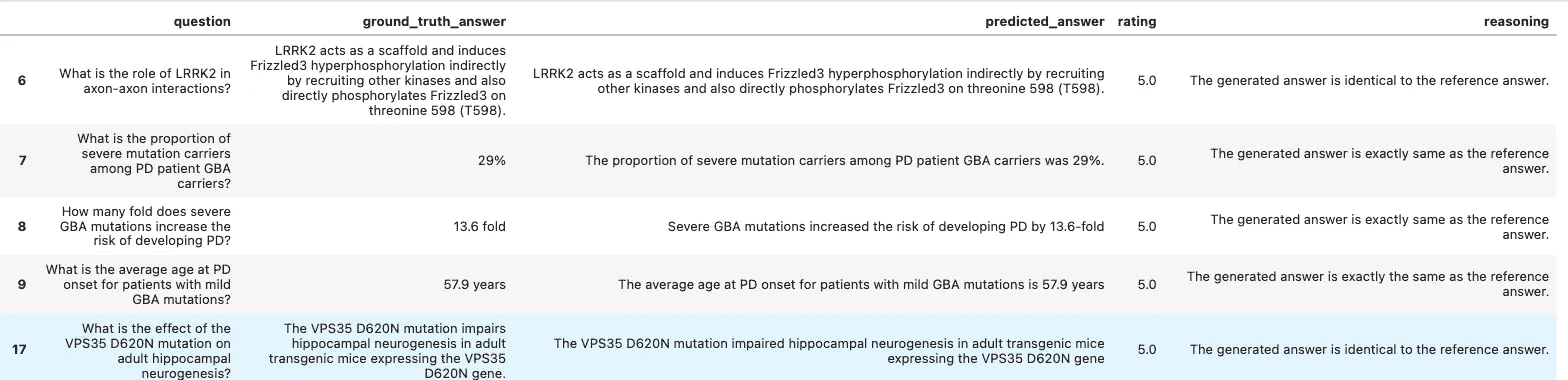 question ground_truth_answer predicted_answer rating reasoning
6 What is the role of LRRK2 in axon-axon interactions? LRRK2 acts as a scaffold and induces Frizzled3 hyperphosphorylation indirectly by recruiting other kinases and also directly phosphorylates Frizzled3 on threonine 598 (T598). LRRK2 acts as a scaffold and induces Frizzled3 hyperphosphorylation indirectly by recruiting other kinases and also directly phosphorylates Frizzled3 on threonine 598 (T598). 5.0 The generated answer is identical to the reference answer.
7 What is the proportion of severe mutation carriers among PD patient GBA carriers? 29% The proportion of severe mutation carriers among PD patient GBA carriers was 29%. 5.0 The generated answer is exactly same as the reference answer.
8 How many fold does severe GBA mutations increase the risk of developing PD? 13.6 fold Severe GBA mutations increased the risk of developing PD by 13.6-fold 5.0 The generated answer is exactly same as the reference answer.
9 What is the average age at PD onset for patients with mild GBA mutations? 57.9 years The average age at PD onset for patients with mild GBA mutations is 57.9 years 5.0 The generated answer is exactly the same as the reference answer.
17 What is the effect of the VPS35 D620N mutation on adult hippocampal neurogenesis? The VPS35 D620N mutation impairs hippocampal neurogenesis in adult transgenic mice expressing the VPS35 D620N gene. The VPS35 D620N mutation impaired hippocampal neurogenesis in adult transgenic mice expressing the VPS35 D620N gene 5.0 The generated answer is identical to the reference answer.